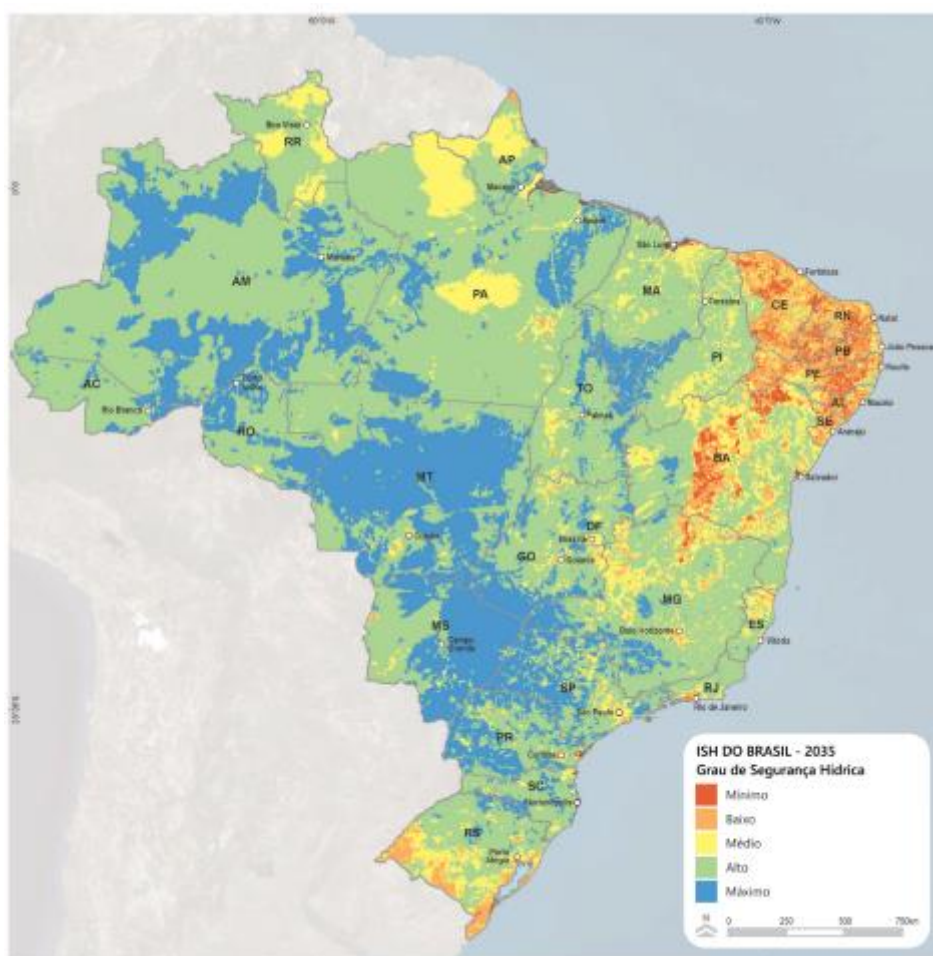 Boa Vista
RR
AP
Macapá
Belém
São Luís
Manaus
AM
PA
MA
Fortaleza
CE
Teresina
RN
Natal
PI
PB
João Pessoa
Recife
PE
AC
Porto Velho
TO
Palmas
AL
Maceió
Rio Branco
SE
Aracaju
RO
BA
MT
Salvador
DF
Brasília
Cuiabá
GO
Goiânia
MG
MS
Belo Horizonte
ES
Vitória
Campo Grande
SP
RJ
São Paulo
Rio de Janeiro
PR
Curitiba
SC
Florianópolis
RS
Porto Alegre
ISH DO BRASIL - 2035
Grau de Segurança Hídrica
Mínimo
Baixo
Médio
Alto
Máximo
N
0 250 500 750km